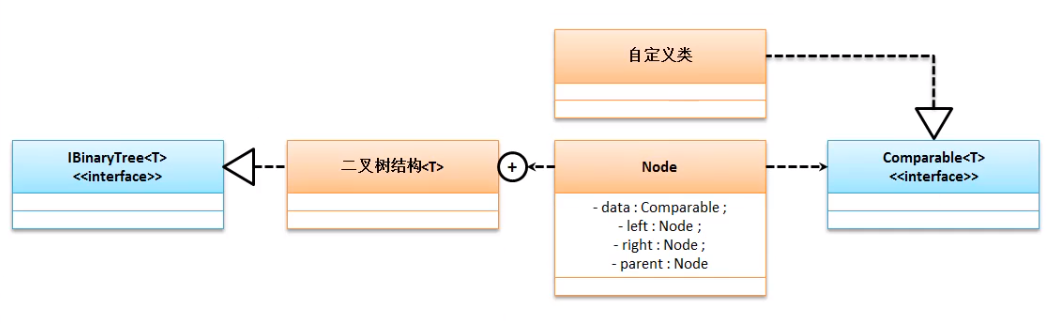 自定义类
IBinaryTree<T>
<<interface>>
二叉树结构<T>
+
Node
- data : Comparable ;
- left : Node ;
- right : Node ;
- parent : Node
Comparable<T>
<<interface>>